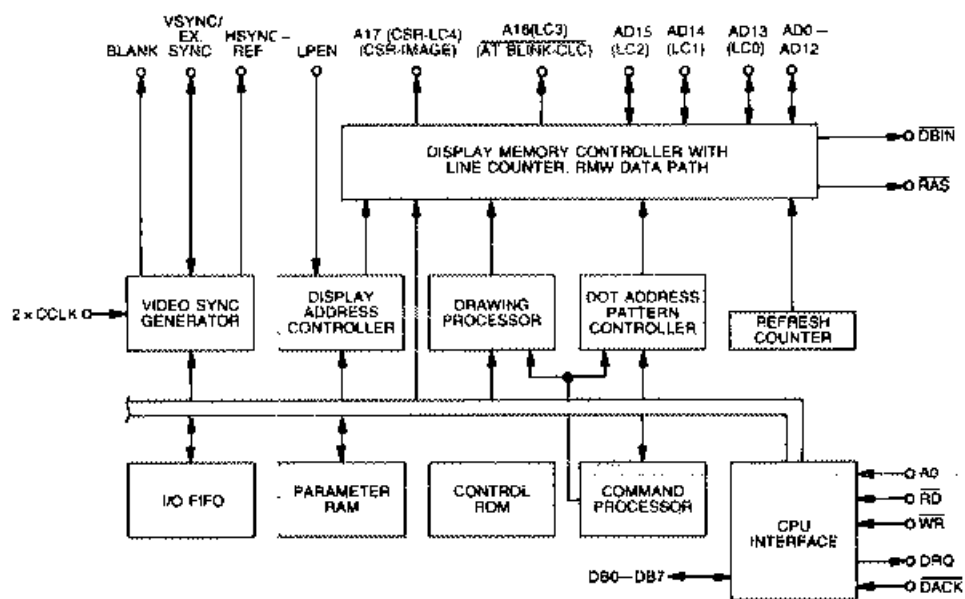 VSYNC/
EX.
SYNC
BLANK
HSYNC–
REF
LPEN
A17 (CSR-LC4)
(CSR-IMAGE)
A16(LC3)
(AT BLINK-CLC)
AD15
(LC2)
AD14
(LC1)
AD13
(LC0)
AD0–
AD12
DISPLAY MEMORY CONTROLLER WITH
LINE COUNTER, RMW DATA PATH
DBIN
RAS
2 × CCLK
VIDEO SYNC
GENERATOR
DISPLAY
ADDRESS
CONTROLLER
DRAWING
PROCESSOR
DOT ADDRESS
PATTERN
CONTROLLER
REFRESH
COUNTER
I/O FIFO
PARAMETER
RAM
CONTROL
ROM
COMMAND
PROCESSOR
CPU
INTERFACE
A0
RD
WR
DRQ
DACK
DB0–DB7